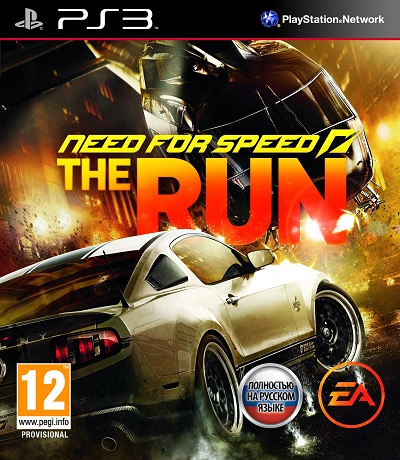 PS3
PlayStation®Network
NEED FOR SPEED
THE RUN
12
www.pegi.info
PROVISIONAL
ПОЛНОСТЬЮ
НА РУССКОМ
ЯЗЫКЕ
EA